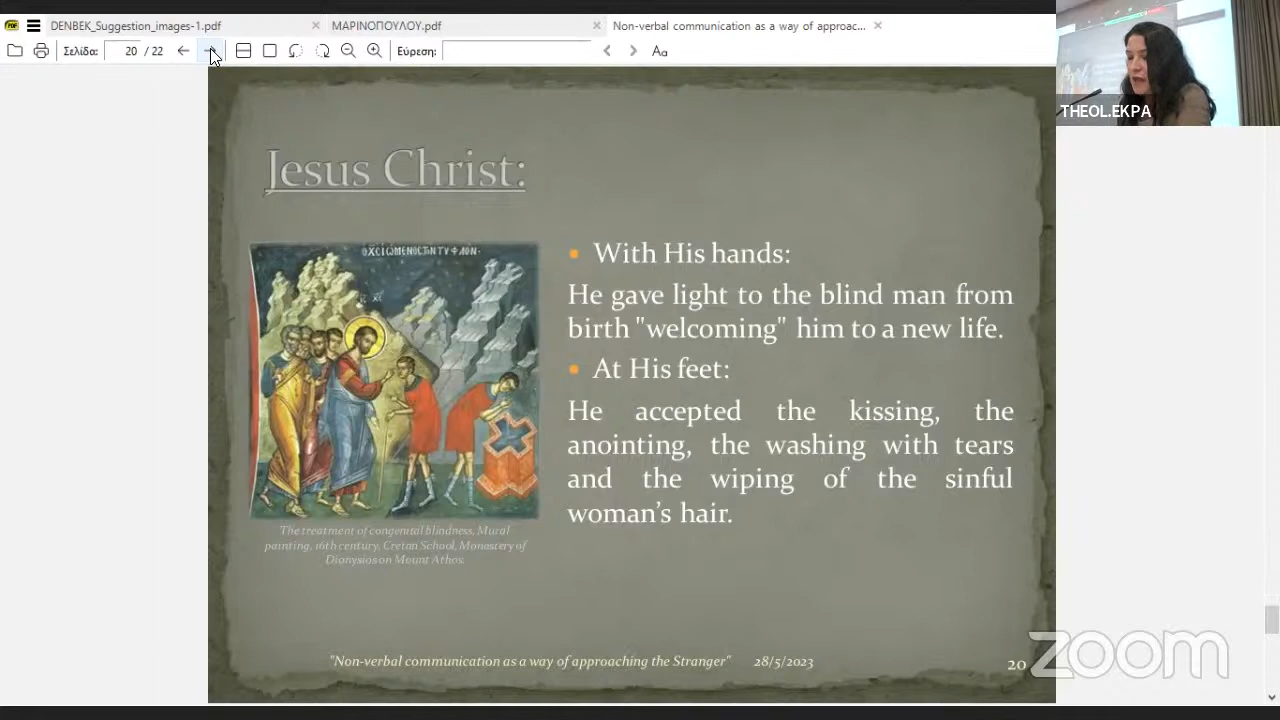 DENBEK_Suggestion_images-1.pdf
ΜΑΡΙΝΟΠΟΥΛΟΥ.pdf
Non-verbal communication as a way of approac...
Σελίδα: 20 / 22
Εύρεση:
Aα
THEOL.EKPA
Jesus Christ:
• With His hands:
He gave light to the blind man from
birth "welcoming" him to a new life.
• At His feet:
He accepted the kissing, the
anointing, the washing with tears
and the wiping of the sinful
woman's hair.
The treatment of congenital blindness, Mural
painting, 16th century, Cretan School, Monastery of
Dionysios on Mount Athos.
"Non-verbal communication as a way of approaching the Stranger" 28/5/2023
20
zoom